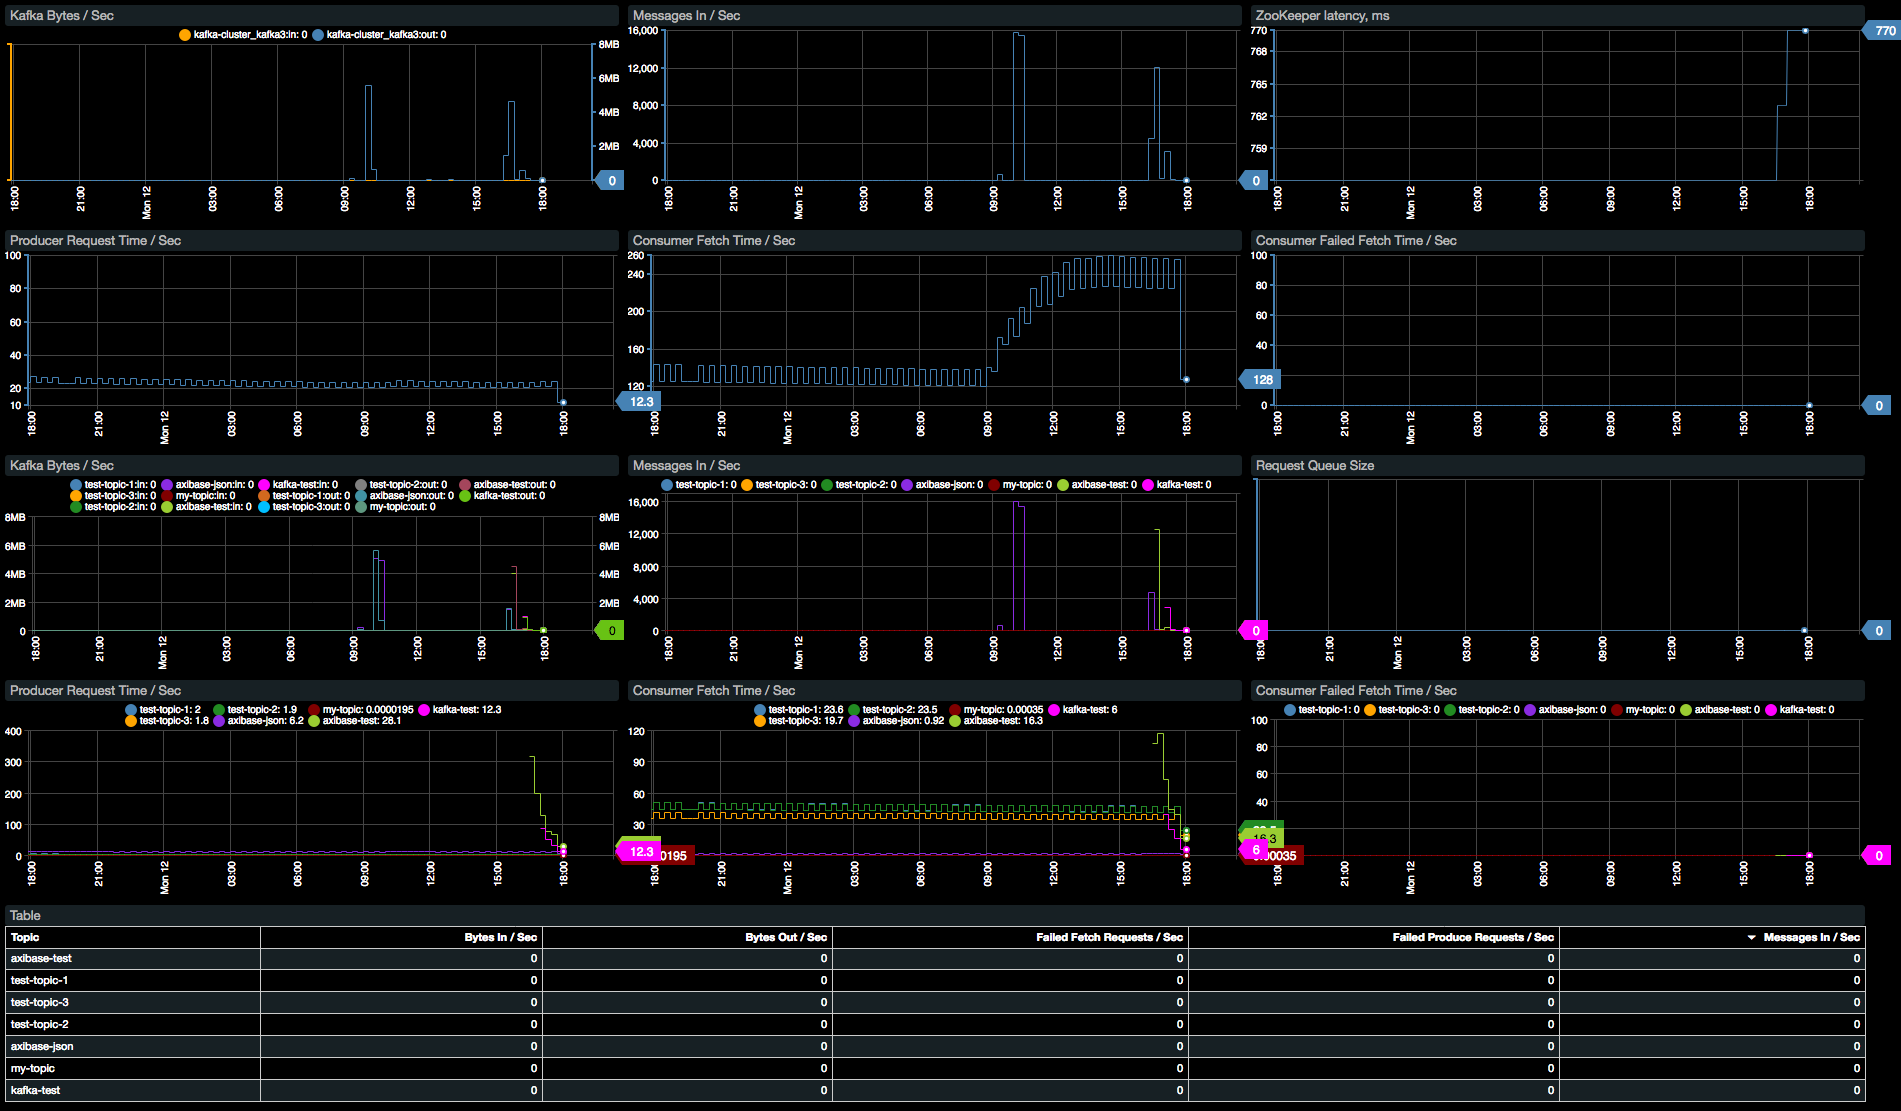 Kafka Bytes / Sec
kafka-cluster_kafka3:in: 0 kafka-cluster_kafka3:out: 0
8MB
6MB
4MB
2MB
0
18:00 21:00 Mon 12 03:00 06:00 09:00 12:00 15:00 18:00
Messages In / Sec
16,000
12,000
8,000
4,000
0
0
18:00 21:00 Mon 12 03:00 06:00 09:00 12:00 15:00 18:00
ZooKeeper latency, ms
770
770
768
765
762
759
18:00 21:00 Mon 12 03:00 06:00 09:00 12:00 15:00 18:00
Producer Request Time / Sec
100
80
60
40
20
10
12.3
18:00 21:00 Mon 12 03:00 06:00 09:00 12:00 15:00 18:00
Consumer Fetch Time / Sec
260
240
200
160
120
128
18:00 21:00 Mon 12 03:00 06:00 09:00 12:00 15:00 18:00
Consumer Failed Fetch Time / Sec
100
80
60
40
0
0
18:00 21:00 Mon 12 03:00 06:00 09:00 12:00 15:00 18:00
Kafka Bytes / Sec
test-topic-1:in: 0 axibase-json:in: 0 kafka-test:in: 0 test-topic-2:out: 0 axibase-test:out: 0
test-topic-3:in: 0 my-topic:in: 0 test-topic-1:out: 0 axibase-json:out: 0 kafka-test:out: 0
test-topic-2:in: 0 axibase-test:in: 0 test-topic-3:out: 0 my-topic:out: 0
8MB 8MB
6MB 6MB
4MB 4MB
2MB 2MB
0 0
18:00 21:00 Mon 12 03:00 06:00 09:00 12:00 15:00 18:00
Messages In / Sec
test-topic-1: 0 test-topic-3: 0 test-topic-2: 0 axibase-json: 0 my-topic: 0 axibase-test: 0 kafka-test: 0
16,000
12,000
8,000
4,000
0
0
18:00 21:00 Mon 12 03:00 06:00 09:00 12:00 15:00 18:00
Request Queue Size
0
18:00 21:00 Mon 12 03:00 06:00 09:00 12:00 15:00 18:00
Producer Request Time / Sec
test-topic-1: 2 test-topic-2: 1.9 my-topic: 0.0000195 kafka-test: 12.3
test-topic-3: 1.8 axibase-json: 6.2 axibase-test: 28.1
400
300
200
100
0
12.3 0195
18:00 21:00 Mon 12 03:00 06:00 09:00 12:00 15:00 18:00
Consumer Fetch Time / Sec
test-topic-1: 23.6 test-topic-2: 23.5 my-topic: 0.00035 kafka-test: 6
test-topic-3: 19.7 axibase-json: 0.92 axibase-test: 16.3
120
90
60
30
16.3
6 00035
18:00 21:00 Mon 12 03:00 06:00 09:00 12:00 15:00 18:00
Consumer Failed Fetch Time / Sec
test-topic-1: 0 test-topic-3: 0 test-topic-2: 0 axibase-json: 0 my-topic: 0 axibase-test: 0 kafka-test: 0
100
80
60
40
0
18:00 21:00 Mon 12 03:00 06:00 09:00 12:00 15:00 18:00
Table
Topic Bytes In / Sec Bytes Out / Sec Failed Fetch Requests / Sec Failed Produce Requests / Sec Messages In / Sec
axibase-test 0 0 0 0 0
test-topic-1 0 0 0 0 0
test-topic-3 0 0 0 0 0
test-topic-2 0 0 0 0 0
axibase-json 0 0 0 0 0
my-topic 0 0 0 0 0
kafka-test 0 0 0 0 0